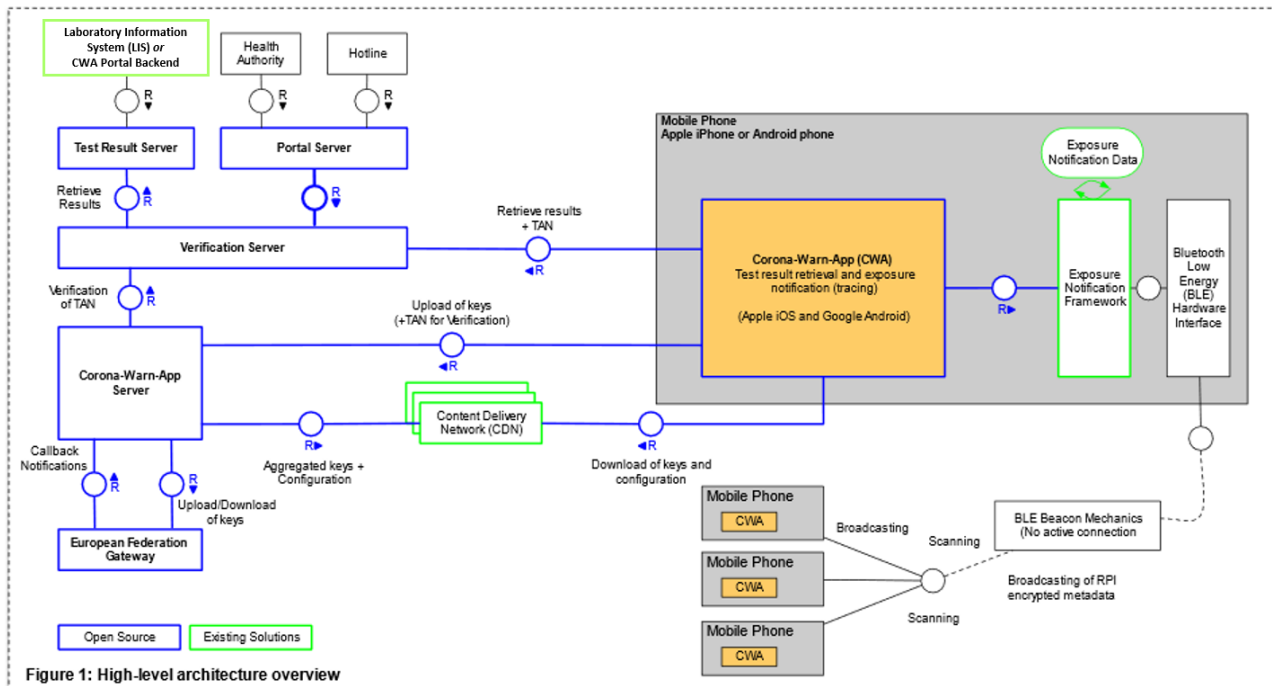 Laboratory Information
System (LIS) or
CWA Portal Backend
Health
Authority
Hotline
R
R
R
Test Result Server
Portal Server
Retrieve
Results
R
R
Verification Server
Retrieve results
+ TAN
R
Verification
of TAN
R
Upload of keys
(+TAN for Verification)
R
Corona-Warn-App
Server
Content Delivery
Network (CDN)
R
R
Aggregated keys +
Configuration
Download of keys and
configuration
Callback
Notifications
R
R
Upload/Download
of keys
European Federation
Gateway
Mobile Phone
Apple iPhone or Android phone
Exposure
Notification Data
Corona-Warn-App (CWA)
Test result retrieval and exposure
notification (tracing)
(Apple iOS and Google Android)
R
Exposure
Notification
Framework
Bluetooth
Low
Energy
(BLE)
Hardware
Interface
Mobile Phone
CWA
Mobile Phone
CWA
Mobile Phone
CWA
Broadcasting
Scanning
Scanning
BLE Beacon Mechanics
(No active connection
Broadcasting of RPI
encrypted metadata
Open Source
Existing Solutions
Figure 1: High-level architecture overview